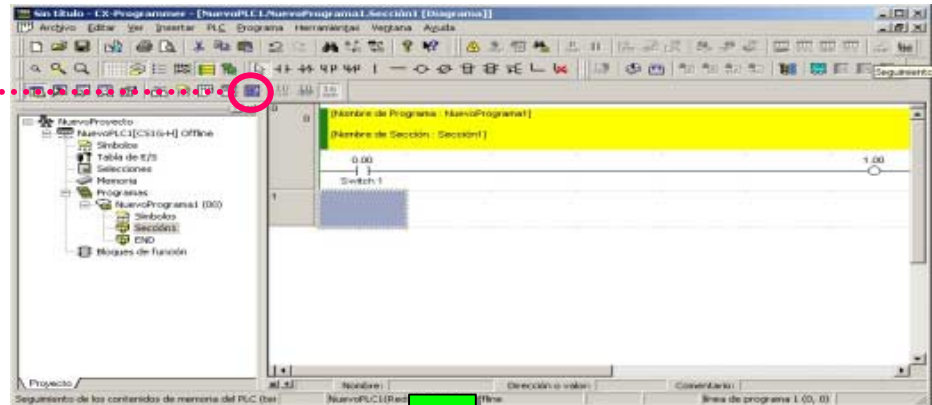 Sin título - CX-Programmer - [NuevoPLC1.NuevoPrograma1.Sección1 [Diagrama]]
Archivo Editar Ver Insertar PLC Programa Herramientas Ventana Ayuda
Seguimiento
NuevoProyecto
NuevoPLC1[CS1G-H] Offline
Símbolos
Tabla de E/S
Selecciones
Memoria
Programas
NuevoPrograma1 (00)
Símbolos
Sección1
END
Bloques de función
Proyecto
0
0
[Nombre de Programa : NuevoPrograma1]
[Nombre de Sección : Sección1]
0.00
1.00
Switch 1
1
Nombre:
Dirección o valor:
Comentario:
Seguimiento de los contenidos de memoria del PLC
NuevoPLC1(Red
ffline
línea de programa 1 (0, 0)